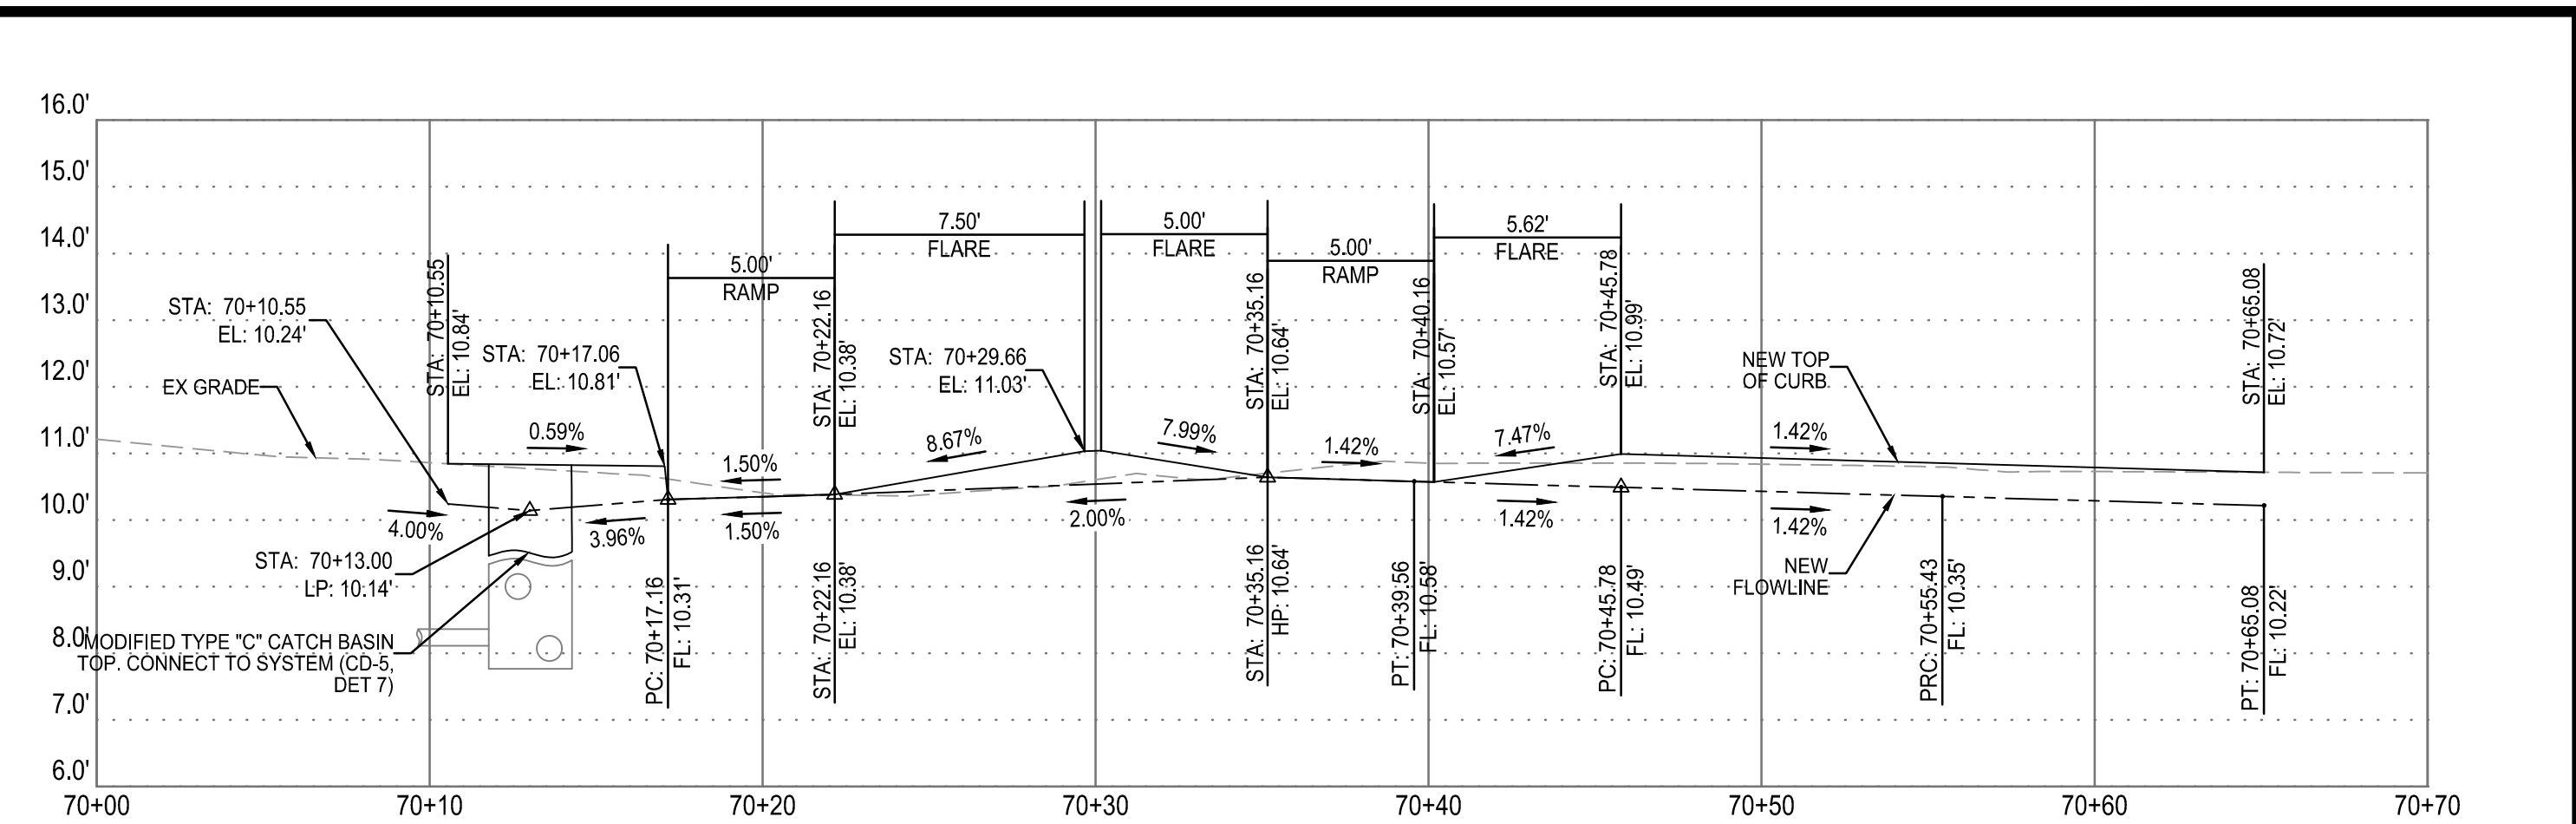 16.0'
15.0'
14.0'
13.0'
12.0'
11.0'
10.0'
9.0'
8.0'
7.0'
6.0'
70+00
70+10
70+20
70+30
70+40
70+50
70+60
70+70
STA: 70+10.55
EL: 10.24'
EX GRADE
STA: 70+10.55
EL: 10.84'
0.59%
4.00%
3.96%
STA: 70+13.00
LP: 10.14'
MODIFIED TYPE "C" CATCH BASIN
TOP. CONNECT TO SYSTEM (CD-5,
DET 7)
STA: 70+17.06
EL: 10.81'
5.00'
RAMP
1.50%
1.50%
PC: 70+17.16
FL: 10.31'
STA: 70+22.16
EL: 10.38'
STA: 70+22.16
EL: 10.38'
7.50'
FLARE
8.67%
STA: 70+29.66
EL: 11.03'
5.00'
FLARE
7.99%
2.00%
STA: 70+35.16
EL: 10.64'
STA: 70+35.16
HP: 10.64'
5.00'
RAMP
1.42%
STA: 70+40.16
EL: 10.57'
PT: 70+39.56
FL: 10.58'
5.62'
FLARE
7.47%
1.42%
STA: 70+45.78
EL: 10.99'
PC: 70+45.78
FL: 10.49'
NEW TOP
OF CURB
1.42%
1.42%
NEW
FLOWLINE
PRC: 70+55.43
FL: 10.35'
STA: 70+65.08
EL: 10.72'
PT: 70+65.08
FL: 10.22'